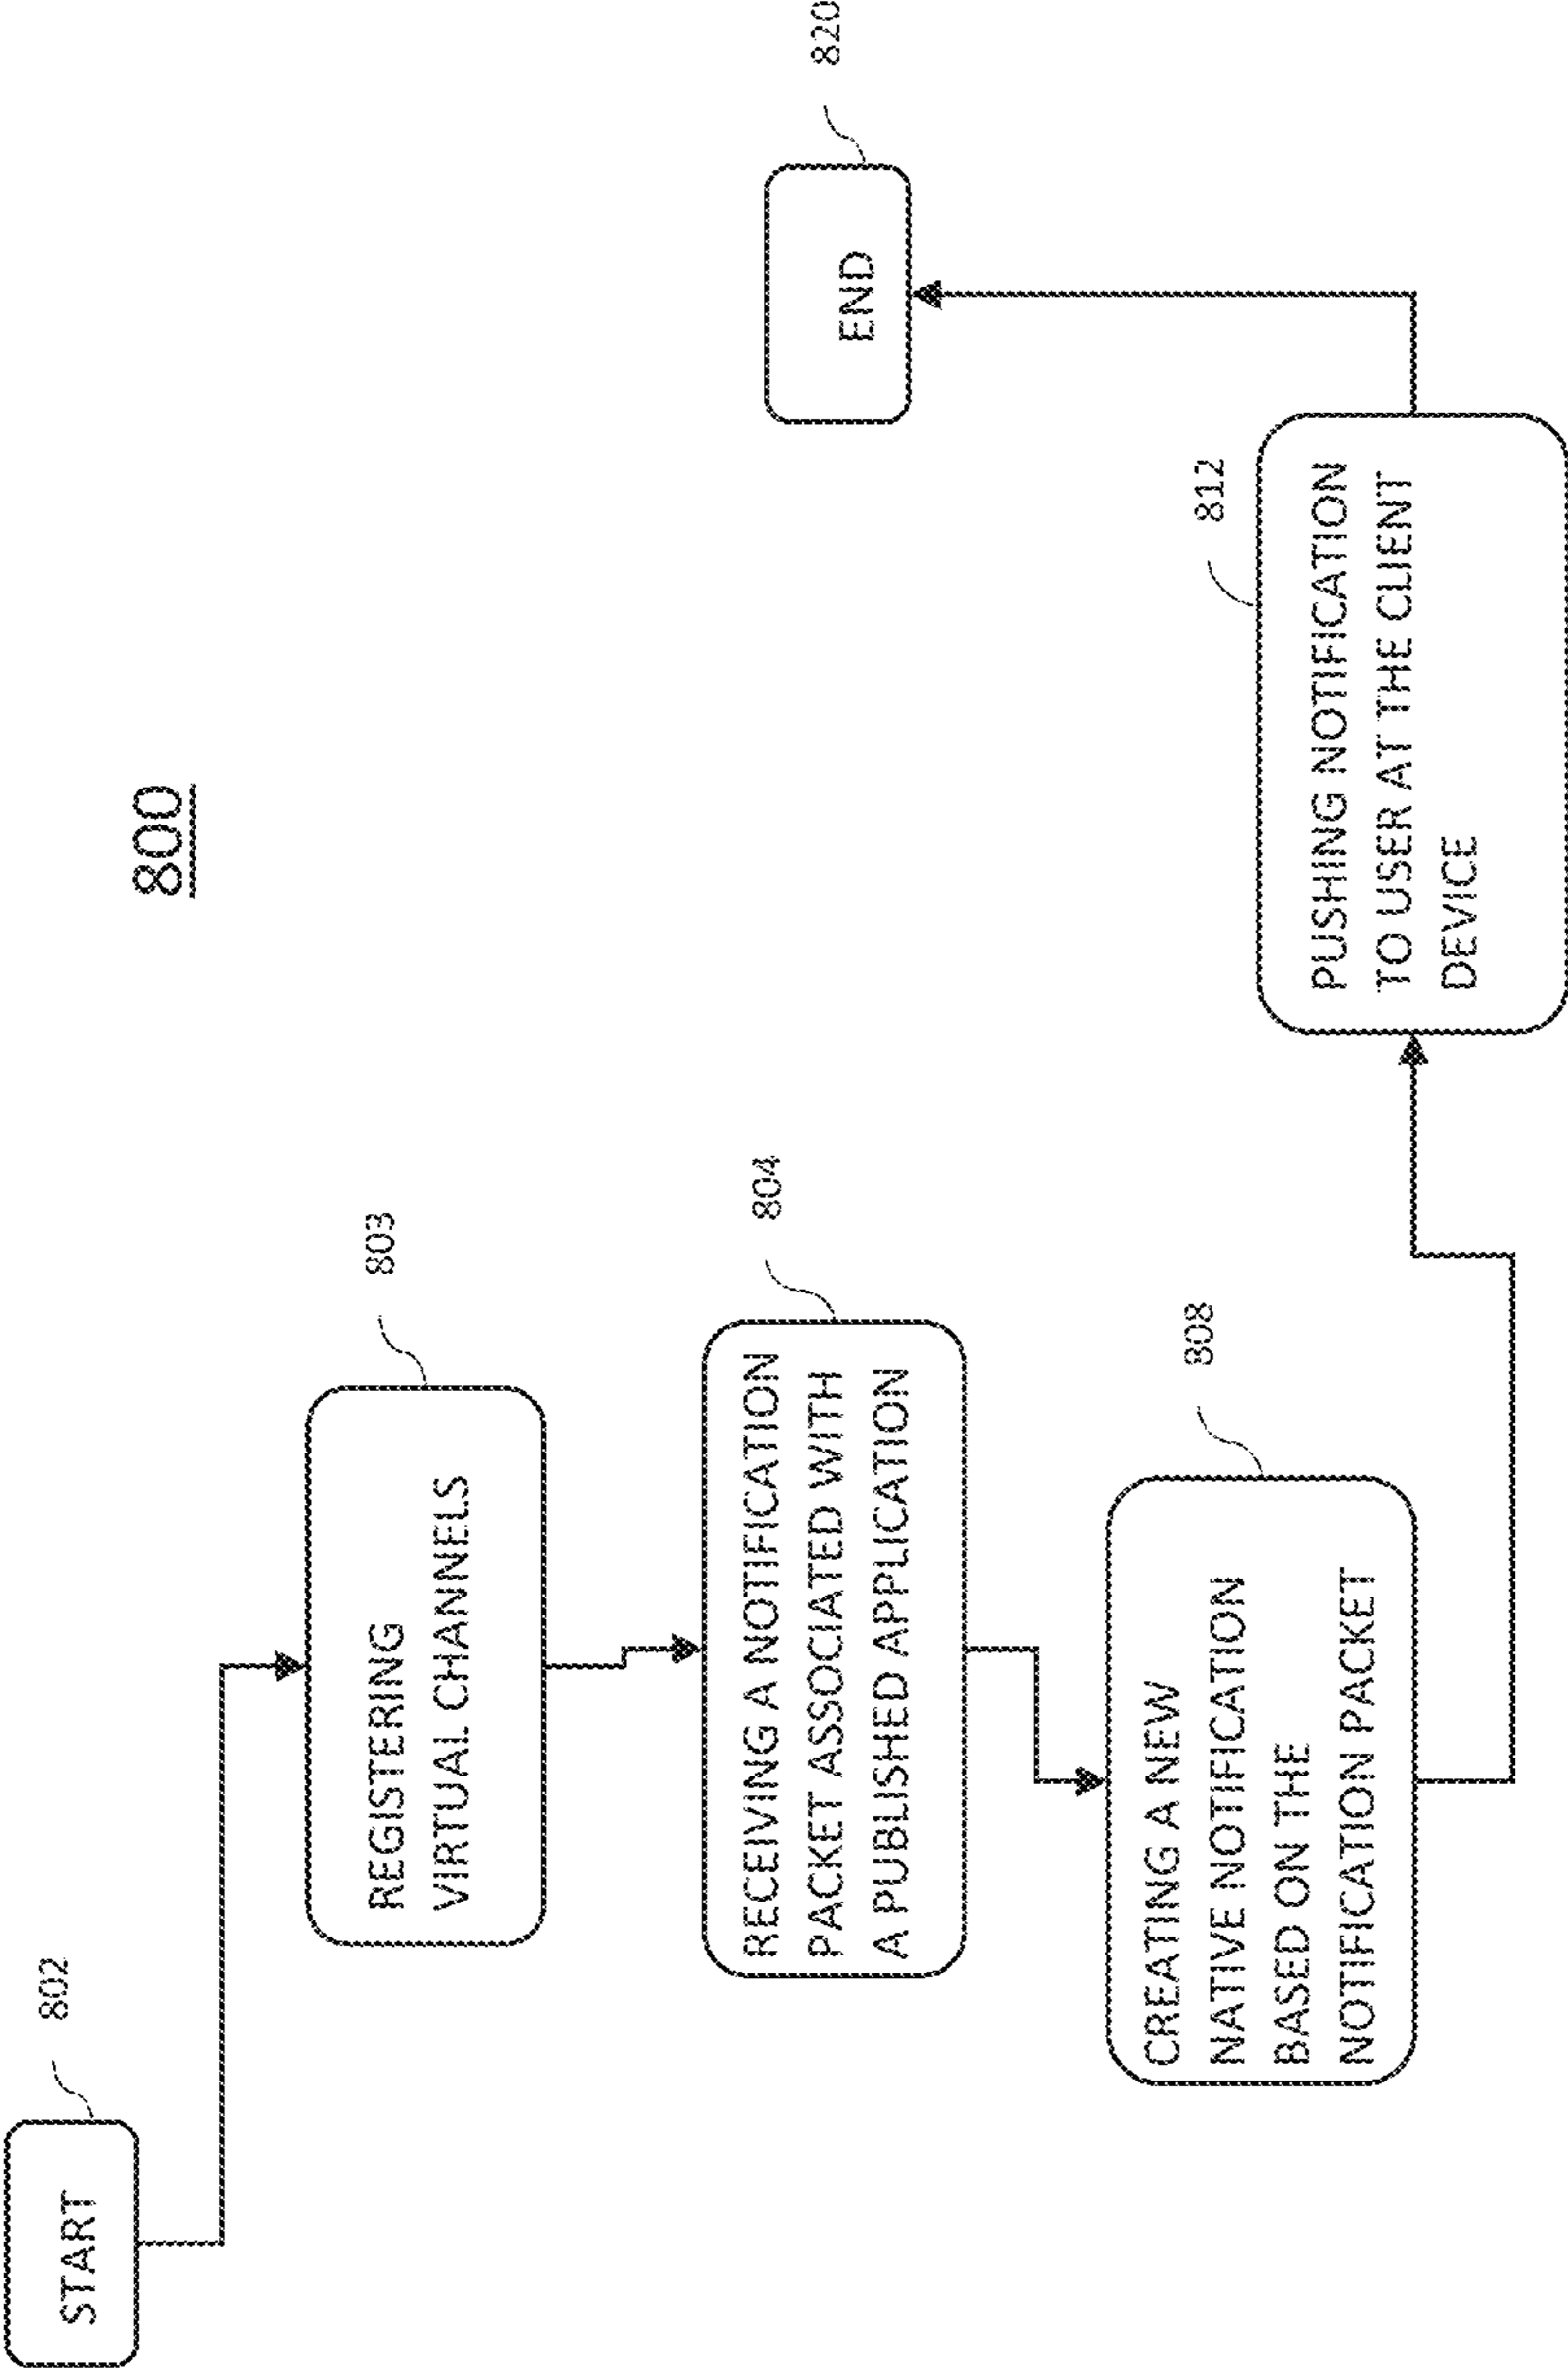 800
START
802
REGISTERING
VIRTUAL CHANNELS
803
RECEIVING A NOTIFICATION
PACKET ASSOCIATED WITH
A PUBLISHED APPLICATION
804
CREATING A NEW
NATIVE NOTIFICATION
BASED ON THE
NOTIFICATION PACKET
808
PUSHING NOTIFICATION
TO USER AT THE CLIENT
DEVICE
812
END
820